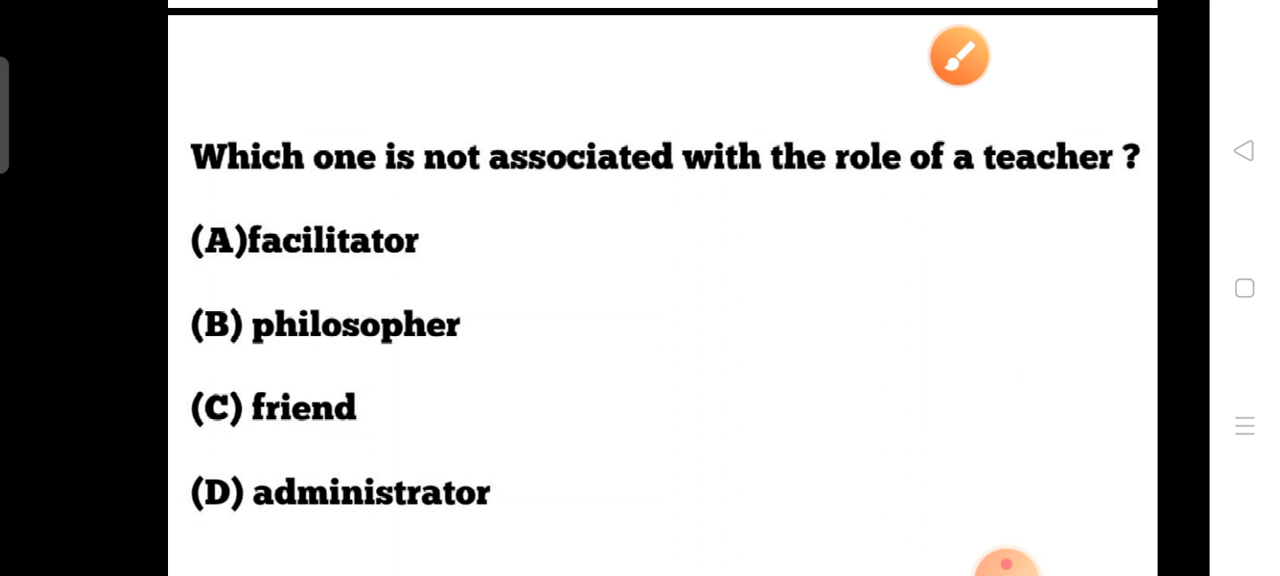 Which one is not associated with the role of a teacher ?
(A)facilitator
(B) philosopher
(C) friend
(D) administrator